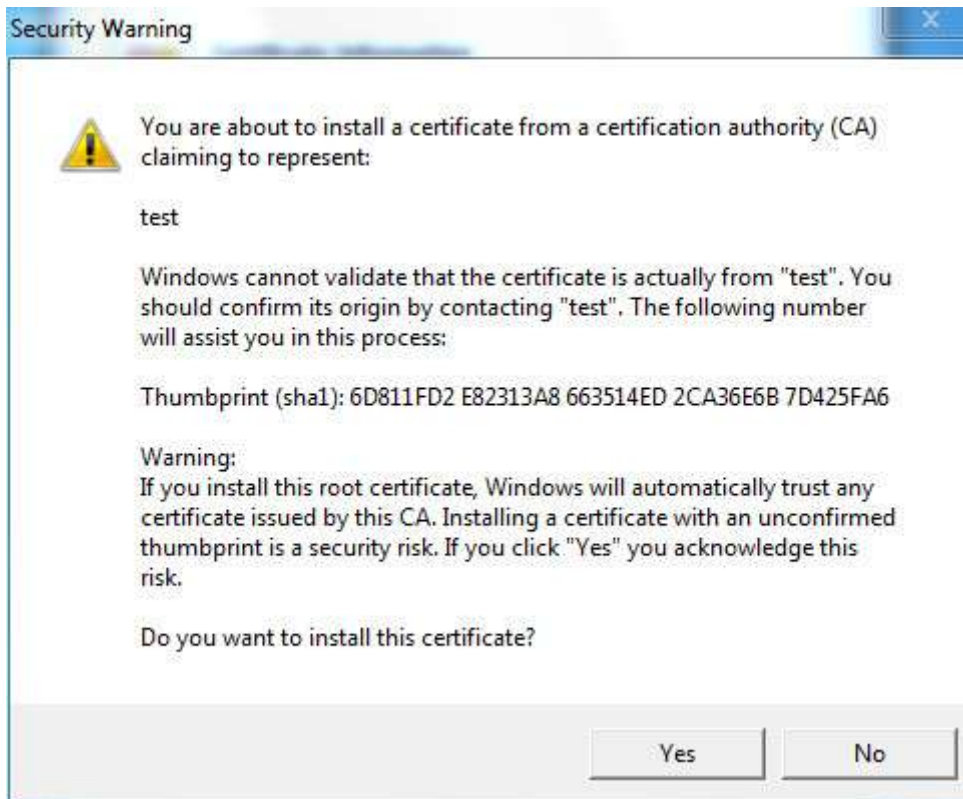 Security Warning
You are about to install a certificate from a certification authority (CA)
claiming to represent:
test
Windows cannot validate that the certificate is actually from "test". You
should confirm its origin by contacting "test". The following number
will assist you in this process:
Thumbprint (sha1): 6D811FD2 E82313A8 663514ED 2CA36E6B 7D425FA6
Warning:
If you install this root certificate, Windows will automatically trust any
certificate issued by this CA. Installing a certificate with an unconfirmed
thumbprint is a security risk. If you click "Yes" you acknowledge this
risk.
Do you want to install this certificate?
Yes
No